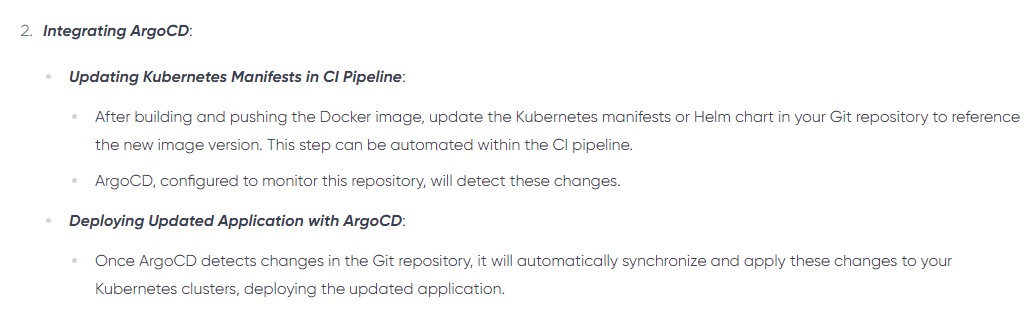 2. Integrating ArgoCD:
Updating Kubernetes Manifests in CI Pipeline:
After building and pushing the Docker image, update the Kubernetes manifests or Helm chart in your Git repository to reference
the new image version. This step can be automated within the CI pipeline.
ArgoCD, configured to monitor this repository, will detect these changes.
Deploying Updated Application with ArgoCD:
Once ArgoCD detects changes in the Git repository, it will automatically synchronize and apply these changes to your
Kubernetes clusters, deploying the updated application.